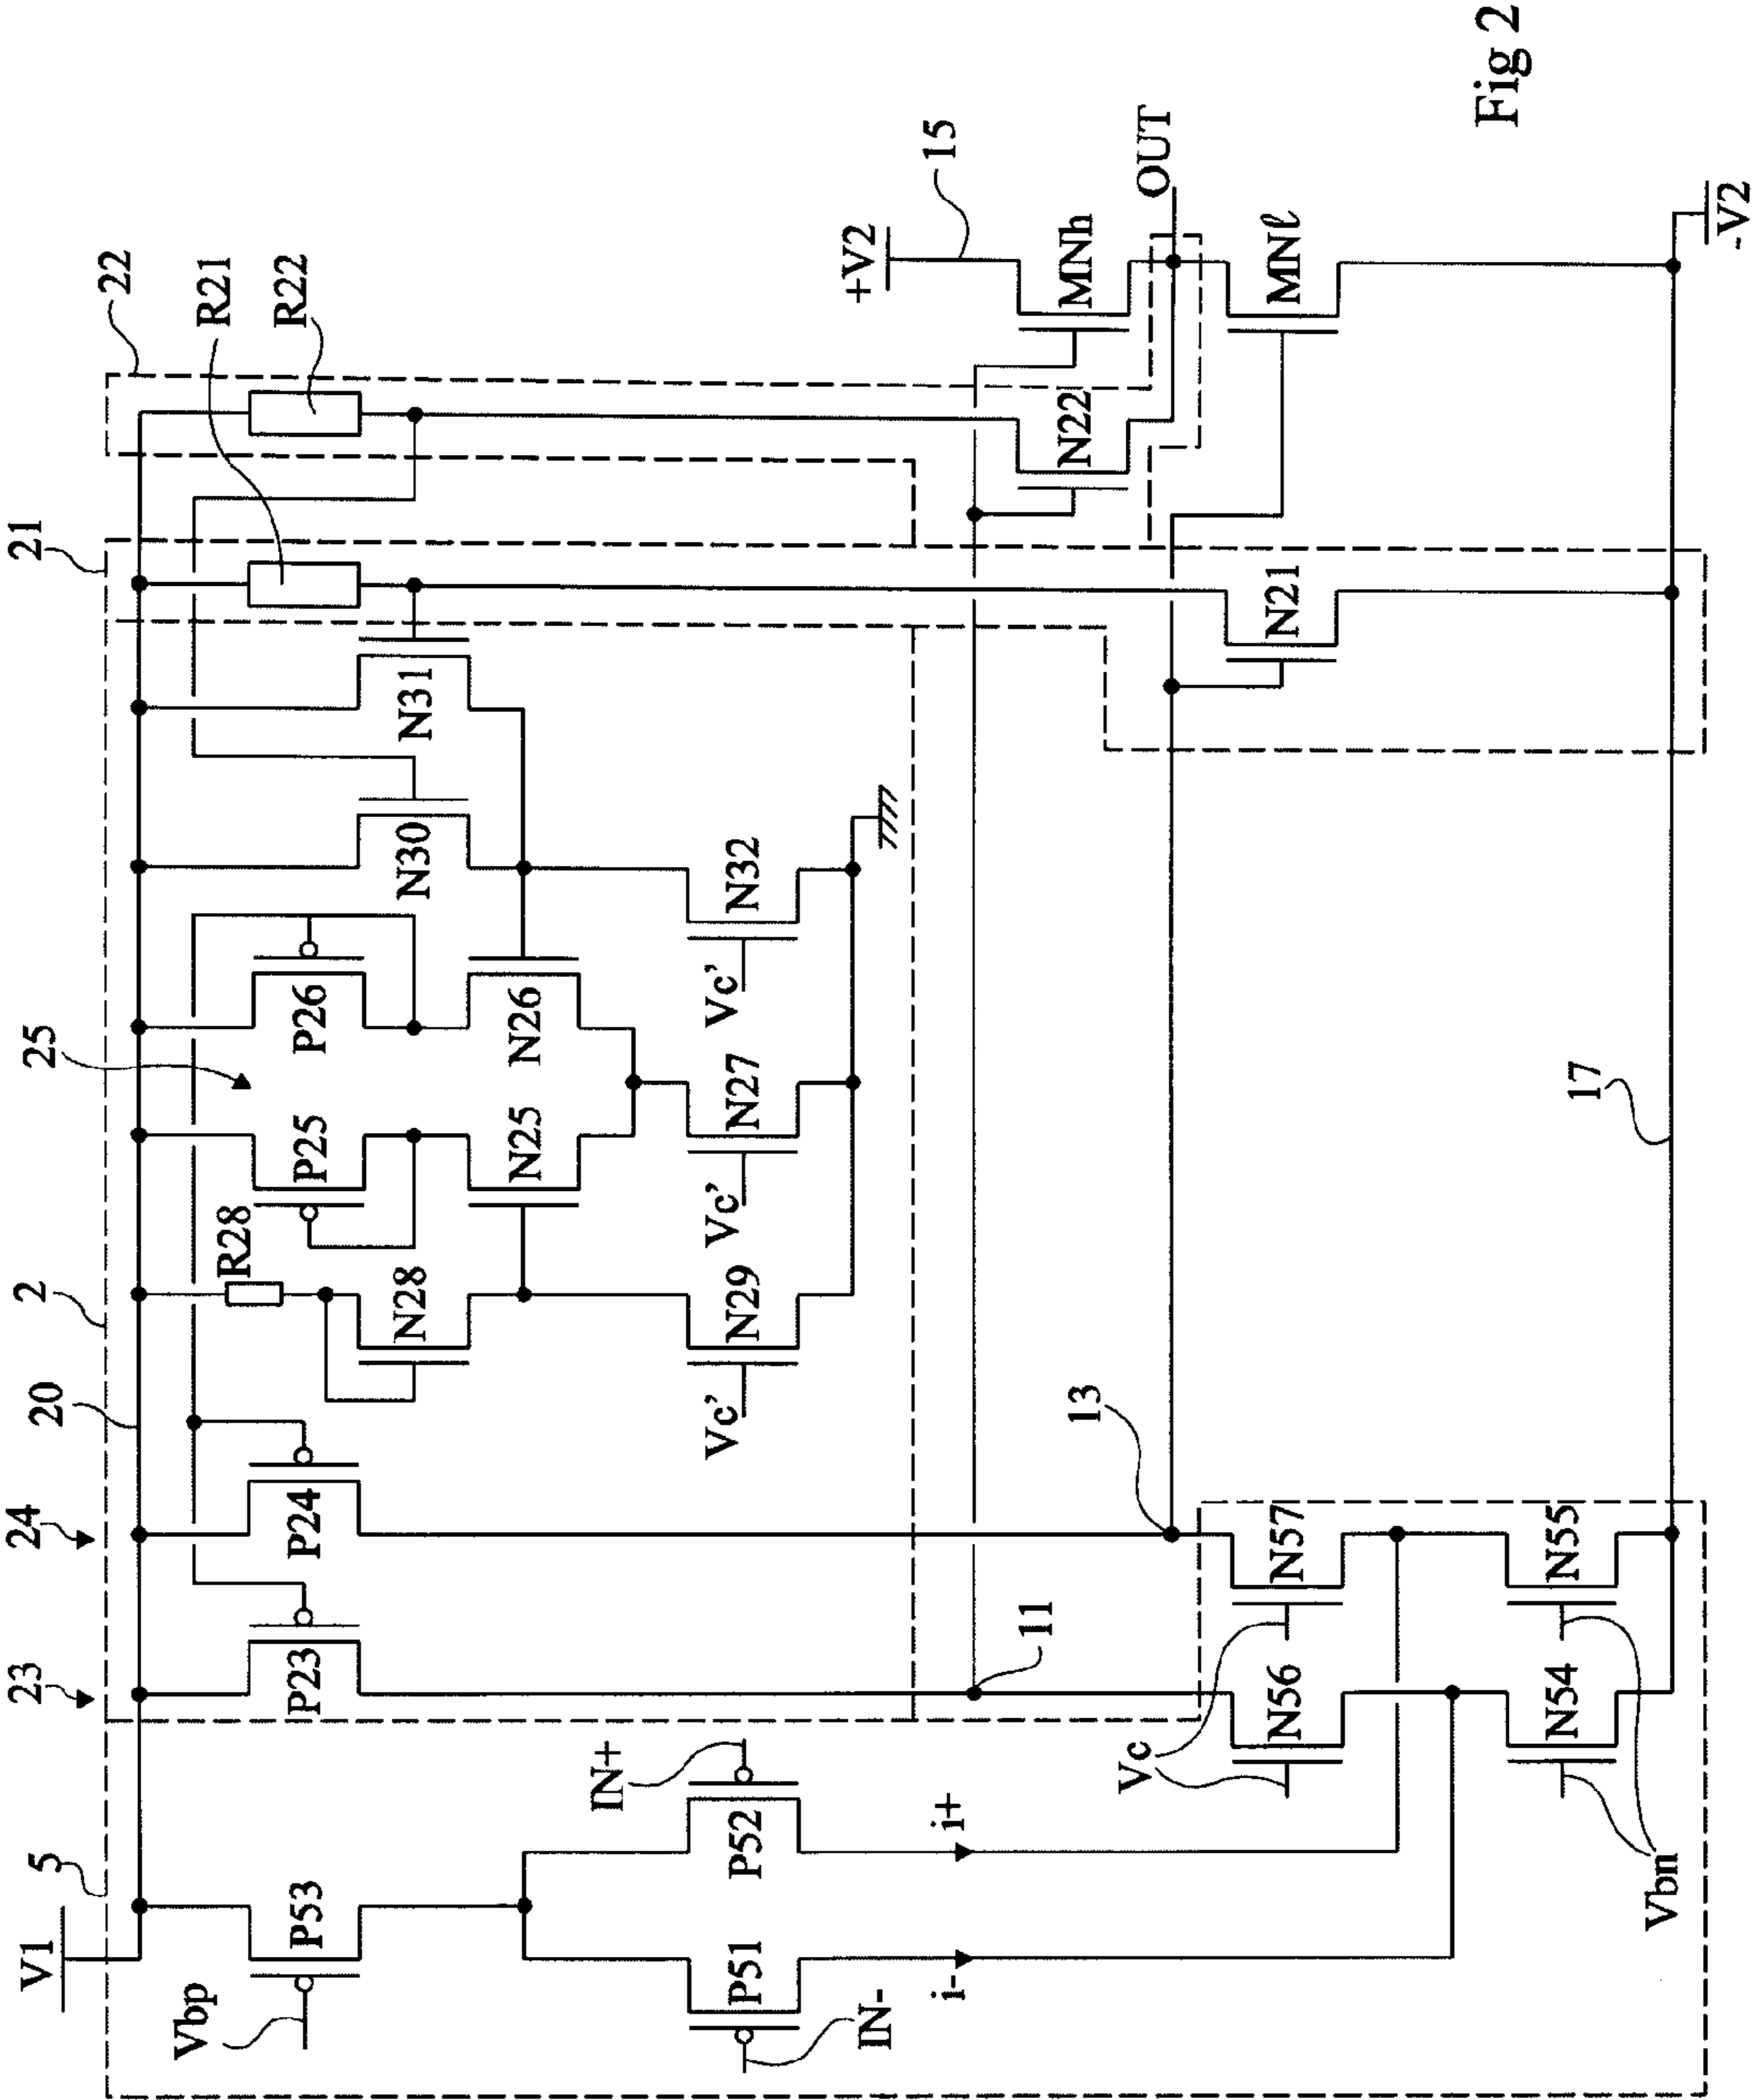 V1
5
23
24
20
2
25
21
22
R21
R22
Vbp
P53
P23
P24
R28
P25
P26
N28
N25
N26
N30
N31
IN-
P51
P52
IN+
Vc'
N29
Vc'
N27
Vc'
N32
i-
i+
11
13
+V2
15
N22
MNh
OUT
Vc
N56
N57
N21
MNℓ
Vbn
N54
N55
17
-V2
Fig 2